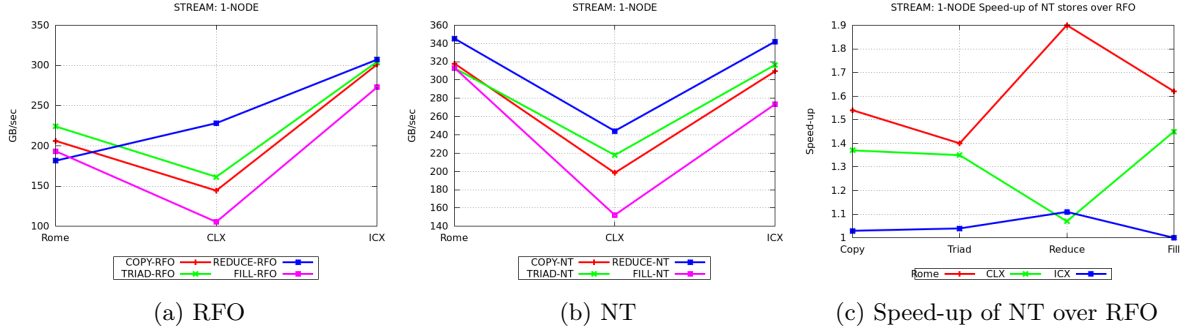 STREAM: 1-NODE
GB/sec
350
300
250
200
150
100
Rome CLX ICX
COPY-RFO REDUCE-RFO
TRIAD-RFO FILL-RFO
(a) RFO
STREAM: 1-NODE
GB/sec
360
340
320
300
280
260
240
220
200
180
160
140
Rome CLX ICX
COPY-NT REDUCE-NT
TRIAD-NT FILL-NT
(b) NT
STREAM: 1-NODE Speed-up of NT stores over RFO
Speed-up
1.9
1.8
1.7
1.6
1.5
1.4
1.3
1.2
1.1
1
Copy Triad Reduce Fill
Rome CLX ICX
(c) Speed-up of NT over RFO